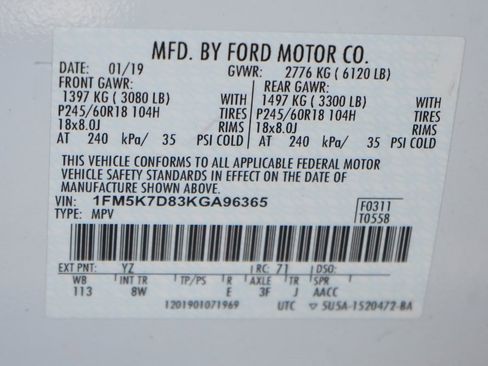 MFD. BY FORD MOTOR CO.
DATE: 01/19 GVWR: 2776 KG ( 6120 LB)
FRONT GAWR: REAR GAWR:
1397 KG ( 3080 LB) WITH 1497 KG ( 3300 LB) WITH
P245/60R18 104H TIRES P245/60R18 104H TIRES
18x8.0J RIMS 18x8.0J RIMS
AT 240 kPa/ 35 PSI COLD AT 240 kPa/ 35 PSI COLD
THIS VEHICLE CONFORMS TO ALL APPLICABLE FEDERAL MOTOR
VEHICLE SAFETY STANDARDS IN EFFECT ON THE DATE OF
MANUFACTURE SHOWN ABOVE.
VIN: 1FM5K7D83KGA96365 F0311
TYPE: MPV T0558
EXT PNT: YZ RC: 71 DSO:
WB INT TR TP/PS R AXLE TR SPR
113 8W E 3F J AACC
1201901071969 UTC ▽ 5U5A-1520472-BA